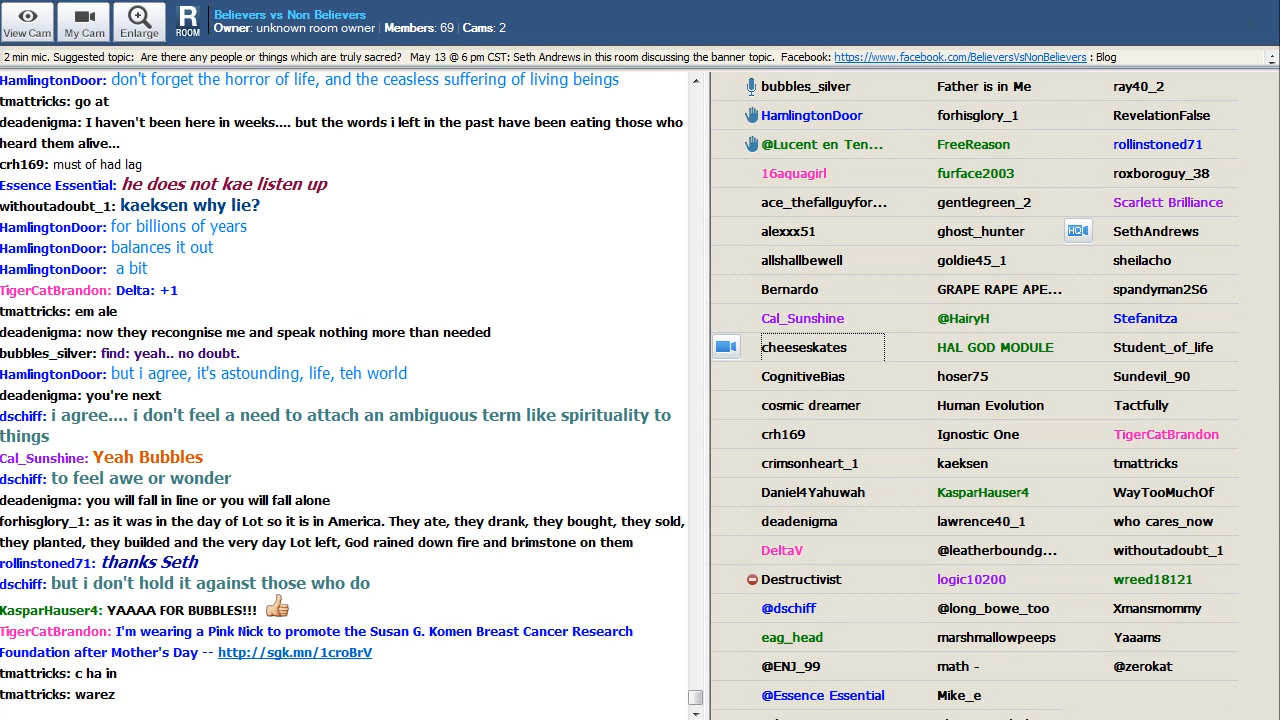 View Cam
My Cam
Enlarge
R
ROOM
Believers vs Non Believers
Owner: unknown room owner | Members: 69 | Cams: 2
2 min mic. Suggested topic: Are there any people or things which are truly sacred? May 13 @ 6 pm CST: Seth Andrews in this room discussing the banner topic. Facebook: https://www.facebook.com/BelieversVsNonBelievers : Blog
HamlingtonDoor: don't forget the horror of life, and the ceaseless suffering of living beings
tmattricks: go at
deadenigma: I haven't been here in weeks.... but the words i left in the past have been eating those who
heard them alive...
crh169: must of had lag
Essence Essential: he does not kae listen up
withoutadoubt_1: kaeksen why lie?
HamlingtonDoor: for billions of years
HamlingtonDoor: balances it out
HamlingtonDoor: a bit
TigerCatBrandon: Delta: +1
tmattricks: em ale
deadenigma: now they recongnise me and speak nothing more than needed
bubbles_silver: find: yeah.. no doubt.
HamlingtonDoor: but i agree, it's astounding, life, teh world
deadenigma: you're next
dschiff: i agree.... i don't feel a need to attach an ambiguous term like spirituality to
things
Cal_Sunshine: Yeah Bubbles
dschiff: to feel awe or wonder
deadenigma: you will fall in line or you will fall alone
forhisglory_1: as it was in the day of Lot so it is in America. They ate, they drank, they bought, they sold,
they planted, they builded and the very day Lot left, God rained down fire and brimstone on them
rollinstoned71: thanks Seth
dschiff: but i don't hold it against those who do
KasparHauser4: YAAAA FOR BUBBLES!!!
TigerCatBrandon: I'm wearing a Pink Nick to promote the Susan G. Komen Breast Cancer Research
Foundation after Mother's Day -- http://sgk.mn/1croBrV
tmattricks: c ha in
tmattricks: warez
bubbles_silver
HamlingtonDoor
@Lucent en Ten...
16aquagirl
ace_thefallguyfor...
alexxx51
allshallbewell
Bernardo
Cal_Sunshine
cheeseskates
CognitiveBias
cosmic dreamer
crh169
crimsonheart_1
Daniel4Yahuwah
deadenigma
DeltaV
Destructivist
@dschiff
eag_head
@ENJ_99
@Essence Essential
Father is in Me
forhisglory_1
FreeReason
furface2003
gentlegreen_2
ghost_hunter
goldie45_1
GRAPE RAPE APE...
@HairyH
HAL GOD MODULE
hoser75
Human Evolution
Ignostic One
kaeksen
KasparHauser4
lawrence40_1
@leatherboundg...
logic10200
@long_bowe_too
marshmallowpeeps
math -
Mike_e
ray40_2
RevelationFalse
rollinstoned71
roxboroguy_38
Scarlett Brilliance
HQ
SethAndrews
sheilacho
spandyman2S6
Stefanitza
Student_of_life
Sundevil_90
Tactfully
TigerCatBrandon
tmattricks
WayTooMuchOf
who cares_now
withoutadoubt_1
wreed18121
Xmansmommy
Yaaams
@zerokat